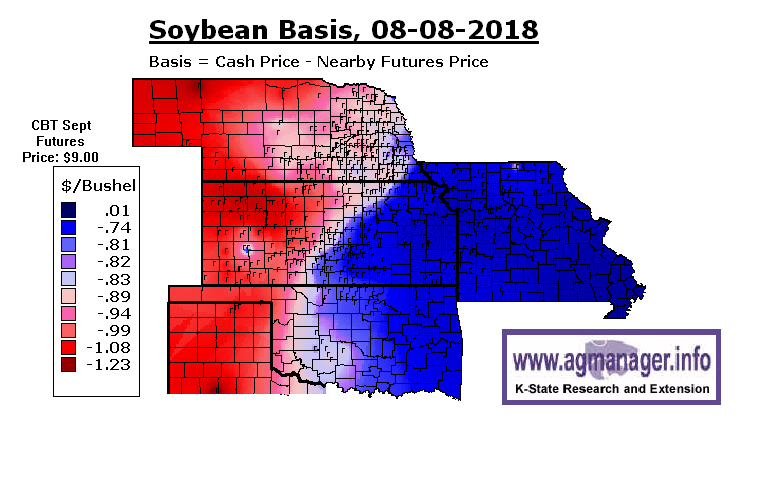 Soybean Basis, 08-08-2018
Basis = Cash Price - Nearby Futures Price
CBT Sept
Futures
Price: $9.00
$/Bushel
.01
-.74
-.81
-.82
-.83
-.89
-.94
-.99
-1.08
-1.23
www.agmanager.info
K-State Research and Extension